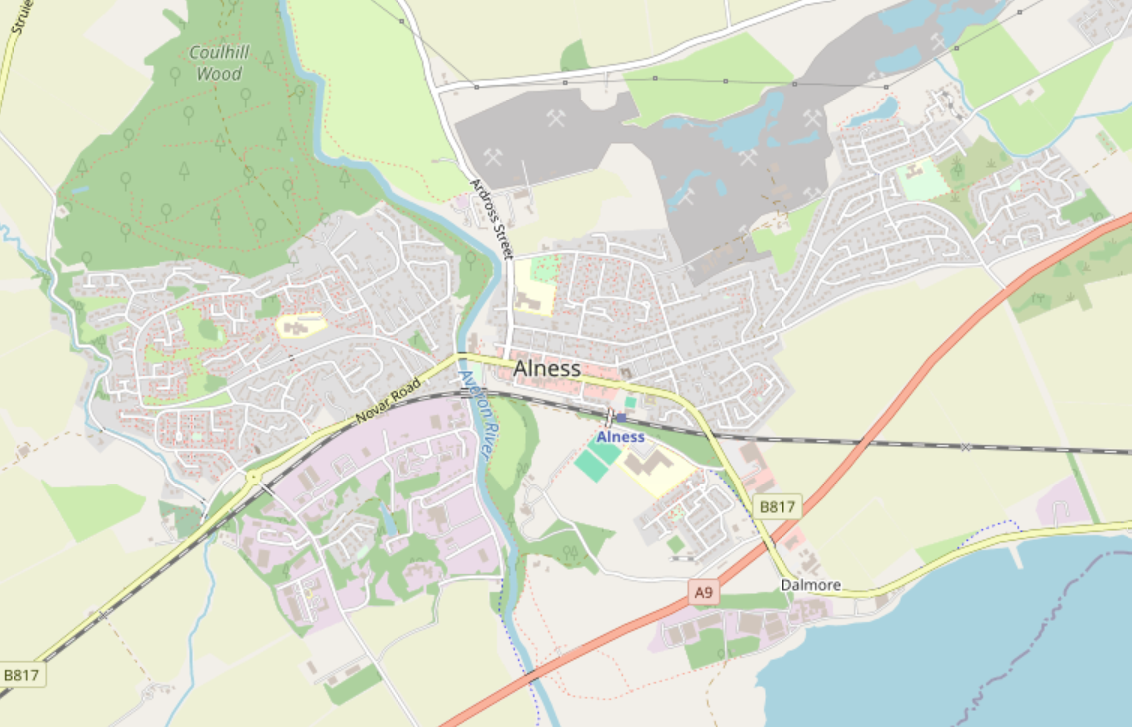 Struie
Coulhill
Wood
Ardross Street
Alness
Novar Road
Averon River
Alness
B817
Dalmore
A9
B817